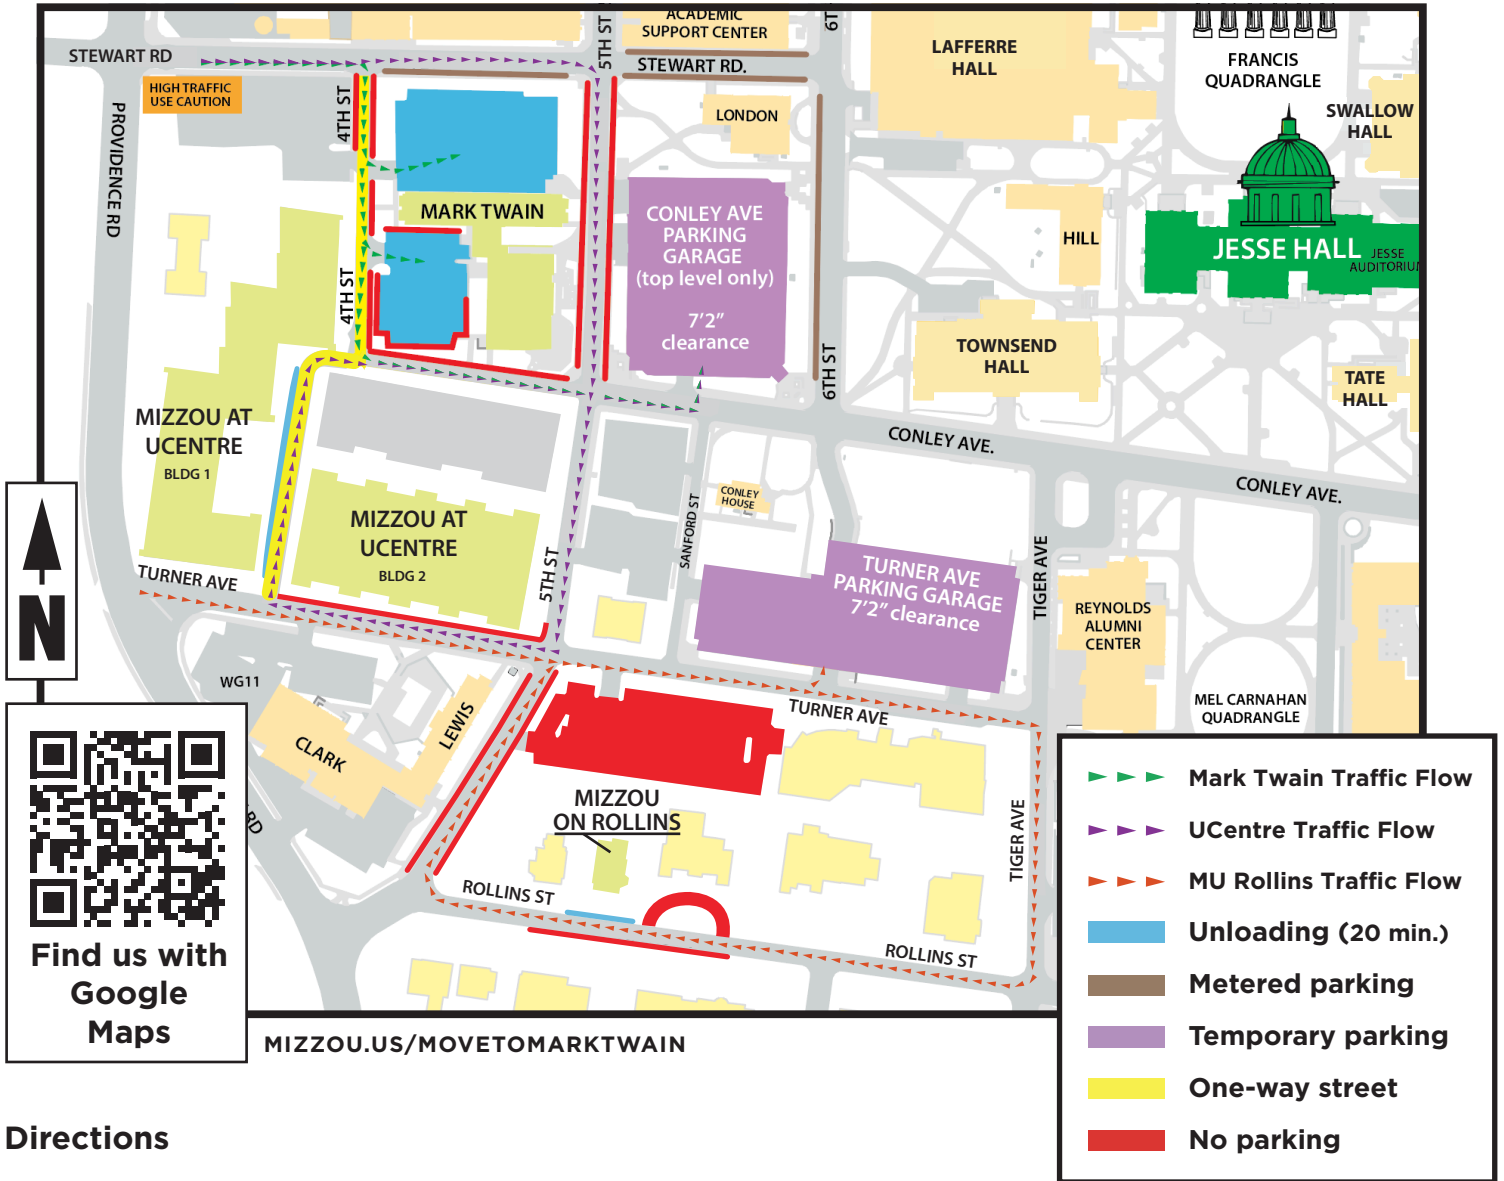 ACADEMIC
SUPPORT CENTER
5TH ST
6T
STEWART RD
STEWART RD.
HIGH TRAFFIC
USE CAUTION
4TH ST
PROVIDENCE RD
LONDON
LAFFERRE
HALL
FRANCIS
QUADRANGLE
SWALLOW
HALL
MARK TWAIN
CONLEY AVE
PARKING
GARAGE
(top level only)
7'2"
clearance
HILL
JESSE HALL
JESSE
AUDITORIU
4TH ST
6TH ST
TOWNSEND
HALL
TATE
HALL
MIZZOU AT
UCENTRE
BLDG 1
CONLEY AVE.
CONLEY AVE.
MIZZOU AT
UCENTRE
BLDG 2
CONLEY
HOUSE
SANFORD ST
5TH ST
TIGER AVE
TURNER AVE
TURNER AVE
PARKING GARAGE
7'2" clearance
REYNOLDS
ALUMNI
CENTER
N
WG11
CLARK
LEWIS
TURNER AVE
MEL CARNAHAN
QUADRANGLE
MIZZOU
ON ROLLINS
TIGER AVE
RD
ROLLINS ST
ROLLINS ST
Find us with
Google
Maps
MIZZOU.US/MOVETOMARKTWAIN
Mark Twain Traffic Flow
UCentre Traffic Flow
MU Rollins Traffic Flow
Unloading (20 min.)
Metered parking
Temporary parking
One-way street
No parking
Directions